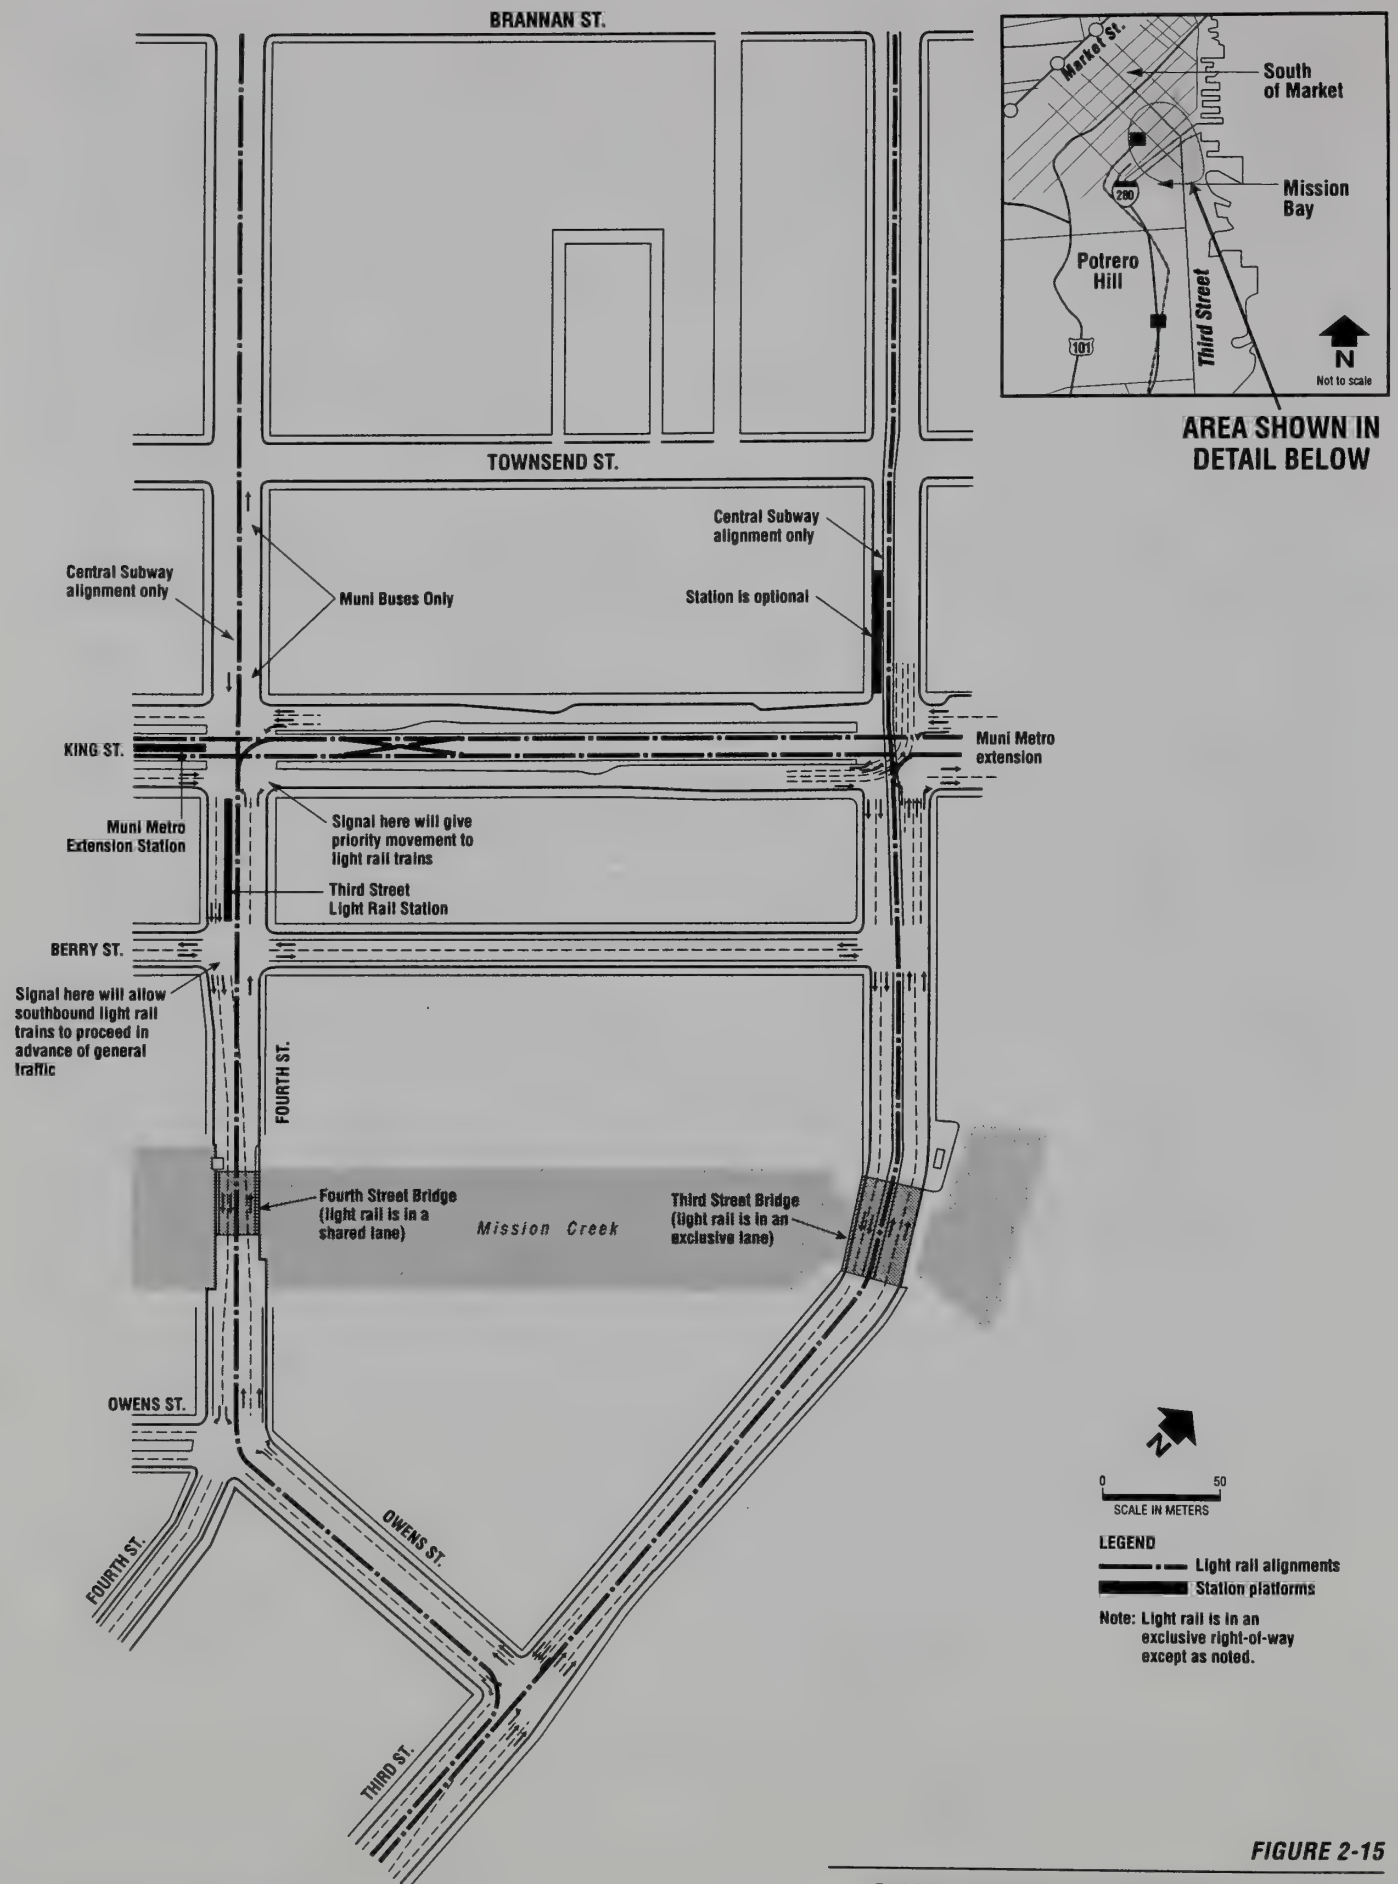 BRANNAN ST.
Market St.
South
of Market
280
Mission
Bay
Potrero
Hill
Third Street
101
N
Not to scale
AREA SHOWN IN
DETAIL BELOW
TOWNSEND ST.
Central Subway
alignment only
Central Subway
alignment only
Muni Buses Only
Station is optional
KING ST.
Muni Metro
extension
Muni Metro
Extension Station
Signal here will give
priority movement to
light rail trains
Third Street
Light Rail Station
BERRY ST.
Signal here will allow
southbound light rail
trains to proceed in
advance of general
traffic
FOURTH ST.
Fourth Street Bridge
(light rail is in a
shared lane)
Mission Creek
Third Street Bridge
(light rail is in an
exclusive lane)
OWENS ST.
N
0 50
SCALE IN METERS
OWENS ST.
FOURTH ST.
LEGEND
Light rail alignments
Station platforms
Note: Light rail is in an
exclusive right-of-way
except as noted.
THIRD ST.
FIGURE 2-15